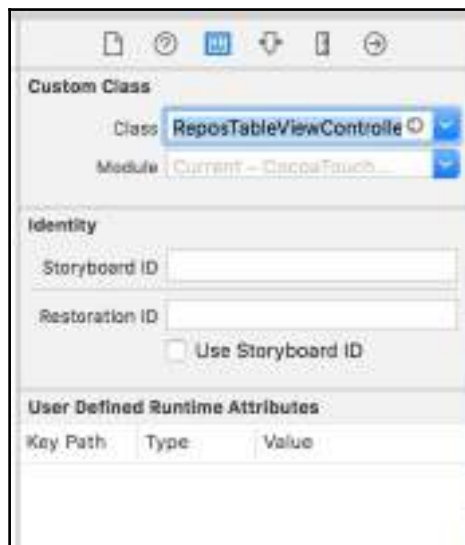 Custom Class
Class ReposTableViewControlle
Module Current – CocoaTouch...
Identity
Storyboard ID
Restoration ID
Use Storyboard ID
User Defined Runtime Attributes
Key Path Type Value